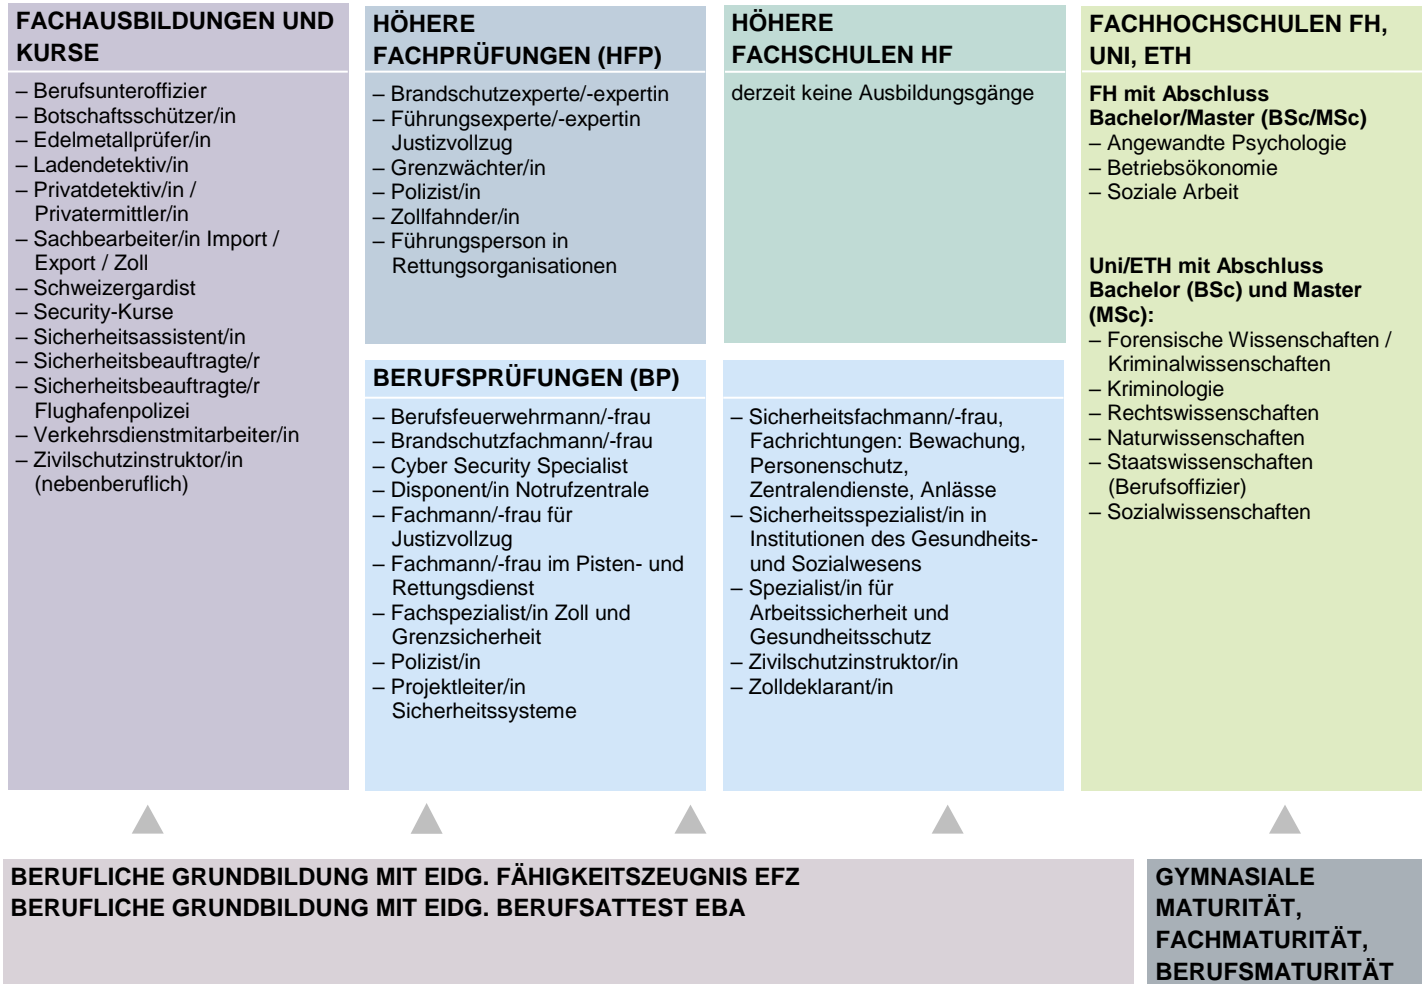 FACHAUSBILDUNGEN UND
KURSE
– Berufsunteroffizier
– Botschaftsschützer/in
– Edelmetallprüfer/in
– Ladendetektiv/in
– Privatdetektiv/in /
Privatermittler/in
– Sachbearbeiter/in Import /
Export / Zoll
– Schweizergardist
– Security-Kurse
– Sicherheitsassistent/in
– Sicherheitsbeauftragte/r
– Sicherheitsbeauftragte/r
Flughafenpolizei
– Verkehrsdienstmitarbeiter/in
– Zivilschutzinstruktor/in
(nebenberuflich)
HÖHERE
FACHPRÜFUNGEN (HFP)
– Brandschutzexperte/-expertin
– Führungsexperte/-expertin
Justizvollzug
– Grenzwächter/in
– Polizist/in
– Zollfahnder/in
– Führungsperson in
Rettungsorganisationen
HÖHERE
FACHSCHULEN HF
derzeit keine Ausbildungsgänge
BERUFSPRÜFUNGEN (BP)
– Berufsfeuerwehrmann/-frau
– Brandschutzfachmann/-frau
– Cyber Security Specialist
– Disponent/in Notrufzentrale
– Fachmann/-frau für
Justizvollzug
– Fachmann/-frau im Pisten- und
Rettungsdienst
– Fachspezialist/in Zoll und
Grenzsicherheit
– Polizist/in
– Projektleiter/in
Sicherheitssysteme
– Sicherheitsfachmann/-frau,
Fachrichtungen: Bewachung,
Personenschutz,
Zentralendienste, Anlässe
– Sicherheitsspezialist/in in
Institutionen des Gesundheits-
und Sozialwesens
– Spezialist/in für
Arbeitssicherheit und
Gesundheitsschutz
– Zivilschutzinstruktor/in
– Zolldeklarant/in
FACHHOCHSCHULEN FH,
UNI, ETH
FH mit Abschluss
Bachelor/Master (BSc/MSc)
– Angewandte Psychologie
– Betriebsökonomie
– Soziale Arbeit
Uni/ETH mit Abschluss
Bachelor (BSc) und Master
(MSc):
– Forensische Wissenschaften /
Kriminalwissenschaften
– Kriminologie
– Rechtswissenschaften
– Naturwissenschaften
– Staatswissenschaften
(Berufsoffizier)
– Sozialwissenschaften
BERUFLICHE GRUNDBILDUNG MIT EIDG. FÄHIGKEITSZEUGNIS EFZ
BERUFLICHE GRUNDBILDUNG MIT EIDG. BERUFSATTEST EBA
GYMNASIALE
MATURITÄT,
FACHMATURITÄT,
BERUFSMATURITÄT